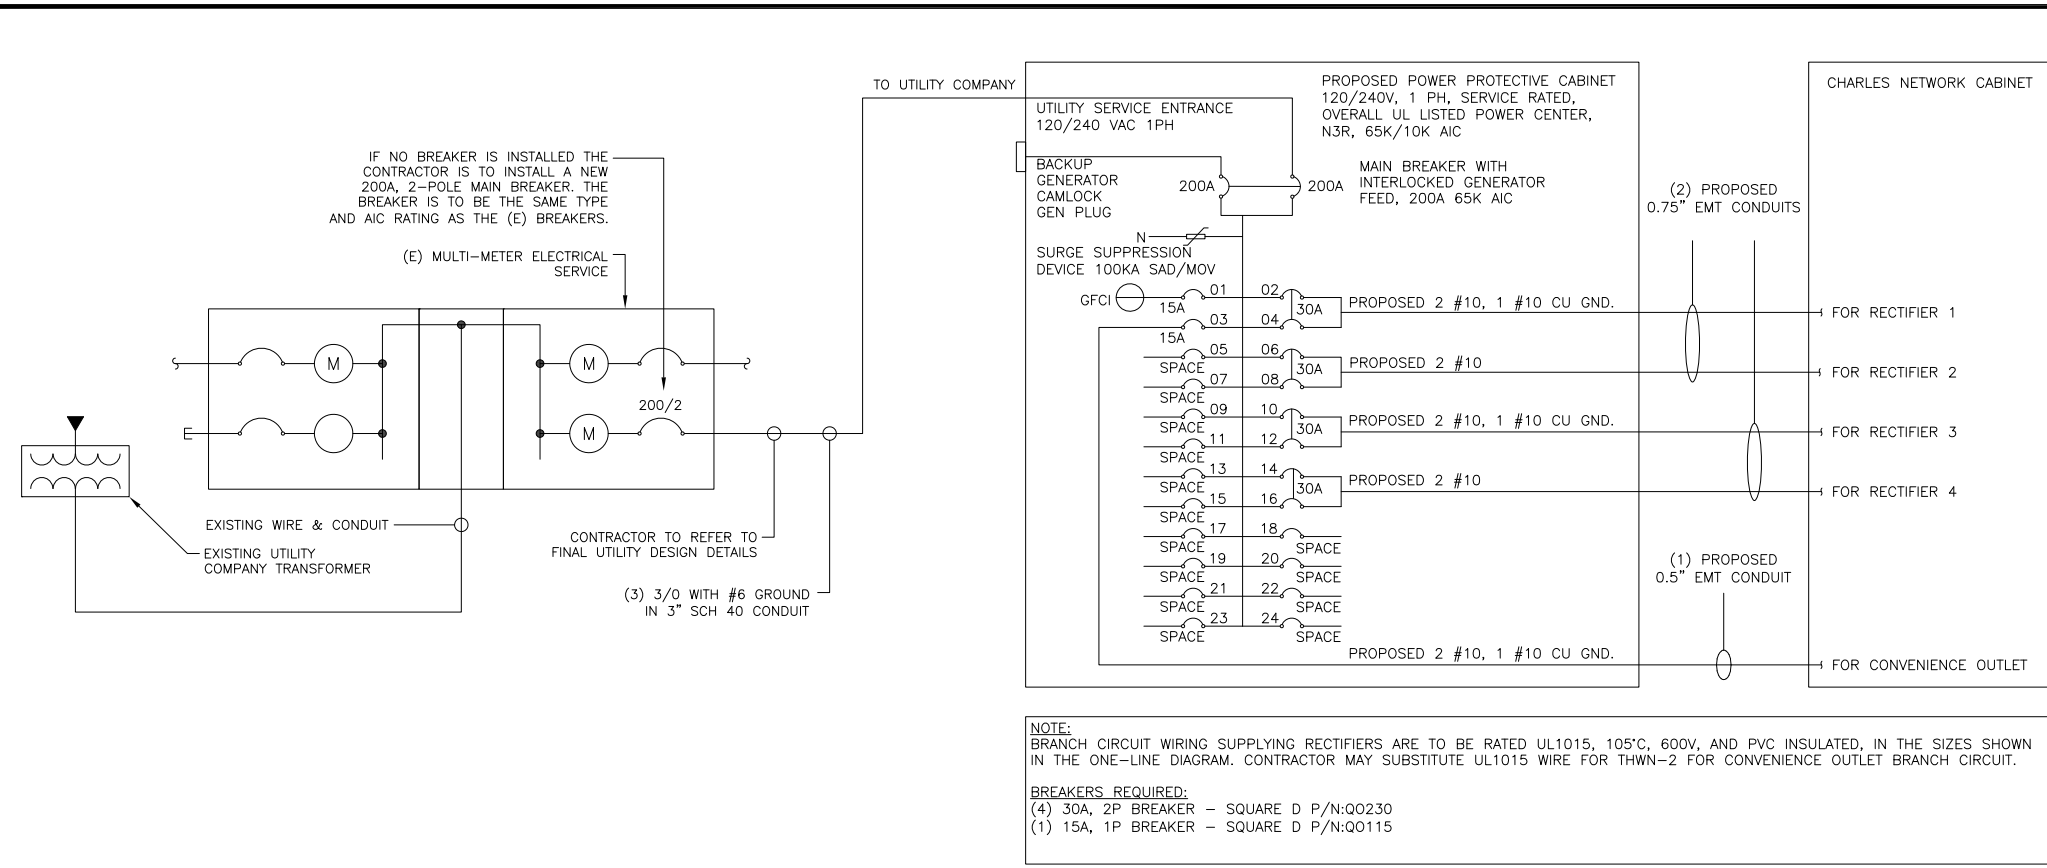 TO UTILITY COMPANY
IF NO BREAKER IS INSTALLED THE
CONTRACTOR IS TO INSTALL A NEW
200A, 2-POLE MAIN BREAKER. THE
BREAKER IS TO BE THE SAME TYPE
AND AIC RATING AS THE (E) BREAKERS.
(E) MULTI-METER ELECTRICAL
SERVICE
M
M
200/2
M
EXISTING WIRE & CONDUIT
EXISTING UTILITY
COMPANY TRANSFORMER
CONTRACTOR TO REFER TO
FINAL UTILITY DESIGN DETAILS
(3) 3/0 WITH #6 GROUND
IN 3" SCH 40 CONDUIT
UTILITY SERVICE ENTRANCE
120/240 VAC 1PH
PROPOSED POWER PROTECTIVE CABINET
120/240V, 1 PH, SERVICE RATED,
OVERALL UL LISTED POWER CENTER,
N3R, 65K/10K AIC
BACKUP
GENERATOR
CAMLOCK
GEN PLUG
200A
200A
MAIN BREAKER WITH
INTERLOCKED GENERATOR
FEED, 200A 65K AIC
N
SURGE SUPPRESSION
DEVICE 100KA SAD/MOV
GFCI
15A
01
02
30A
PROPOSED 2 #10, 1 #10 CU GND.
15A
03
04
SPACE
05
06
30A
PROPOSED 2 #10
SPACE
07
08
SPACE
09
10
30A
PROPOSED 2 #10, 1 #10 CU GND.
SPACE
11
12
SPACE
13
14
30A
PROPOSED 2 #10
SPACE
15
16
SPACE
17
18
SPACE
SPACE
19
20
SPACE
SPACE
21
22
SPACE
SPACE
23
24
SPACE
PROPOSED 2 #10, 1 #10 CU GND.
(2) PROPOSED
0.75" EMT CONDUITS
(1) PROPOSED
0.5" EMT CONDUIT
CHARLES NETWORK CABINET
FOR RECTIFIER 1
FOR RECTIFIER 2
FOR RECTIFIER 3
FOR RECTIFIER 4
FOR CONVENIENCE OUTLET
NOTE:
BRANCH CIRCUIT WIRING SUPPLYING RECTIFIERS ARE TO BE RATED UL1015, 105°C, 600V, AND PVC INSULATED, IN THE SIZES SHOWN
IN THE ONE-LINE DIAGRAM. CONTRACTOR MAY SUBSTITUTE UL1015 WIRE FOR THWN-2 FOR CONVENIENCE OUTLET BRANCH CIRCUIT.
BREAKERS REQUIRED:
(4) 30A, 2P BREAKER - SQUARE D P/N:QO230
(1) 15A, 1P BREAKER - SQUARE D P/N:QO115